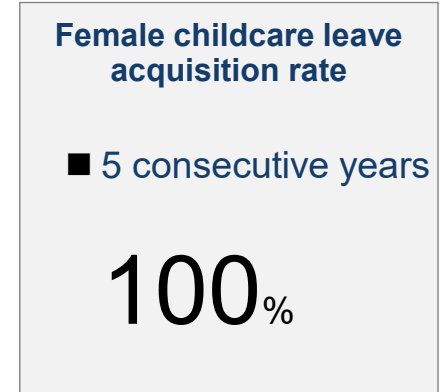 Female childcare leave
acquisition rate
■ 5 consecutive years
100%